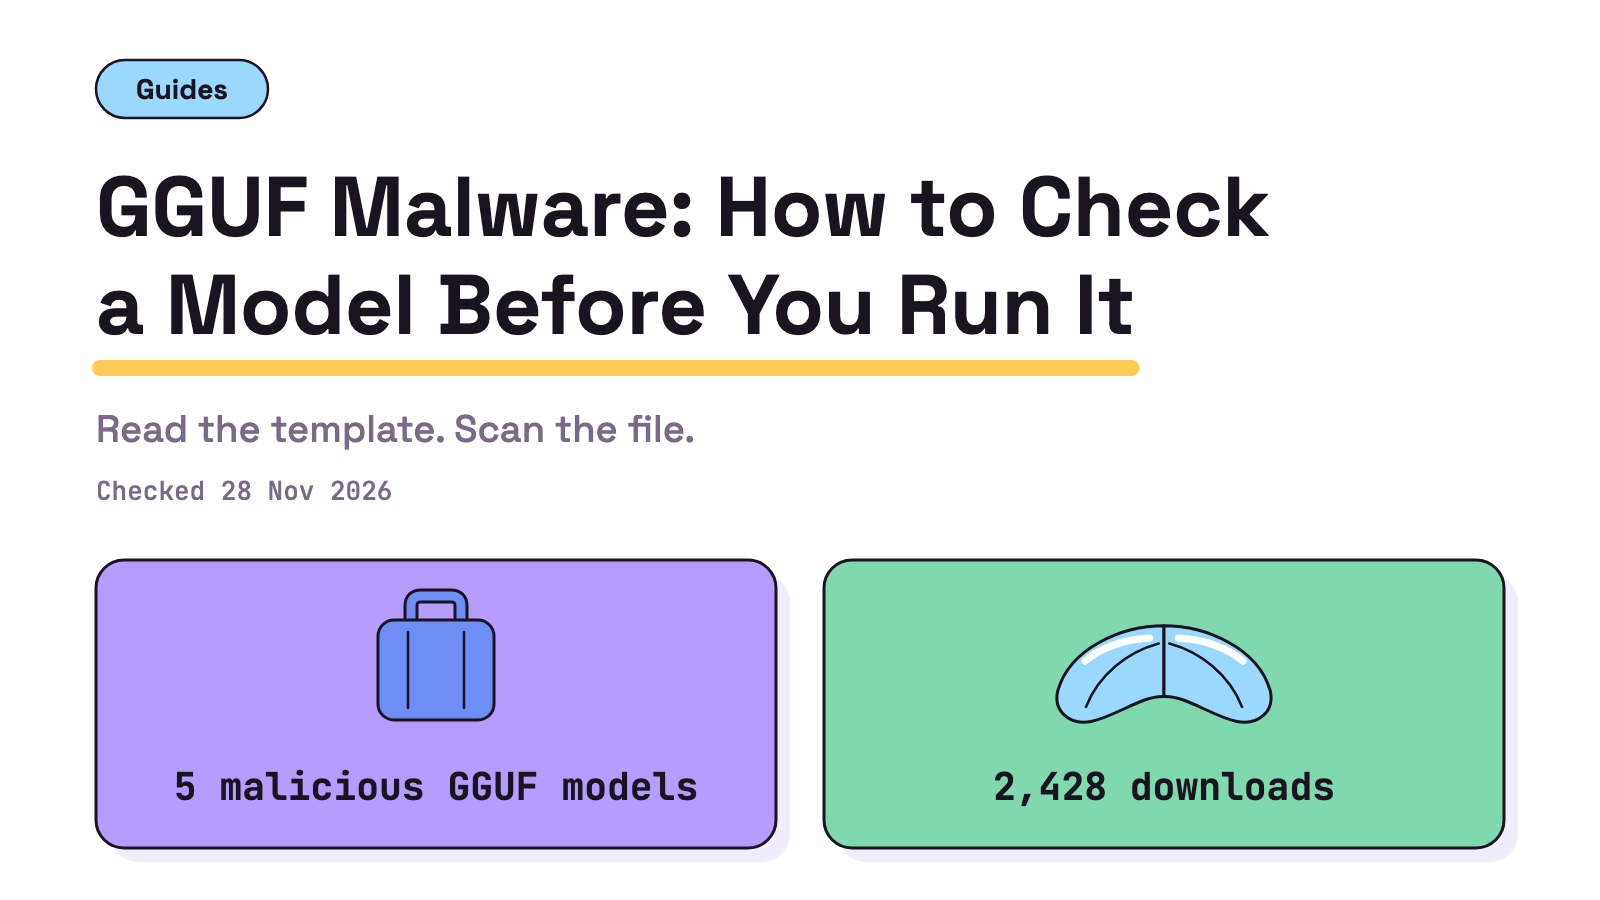 Guides
GGUF Malware: How to Check
a Model Before You Run It
Read the template. Scan the file.
Checked 28 Nov 2026
5 malicious GGUF models
2,428 downloads